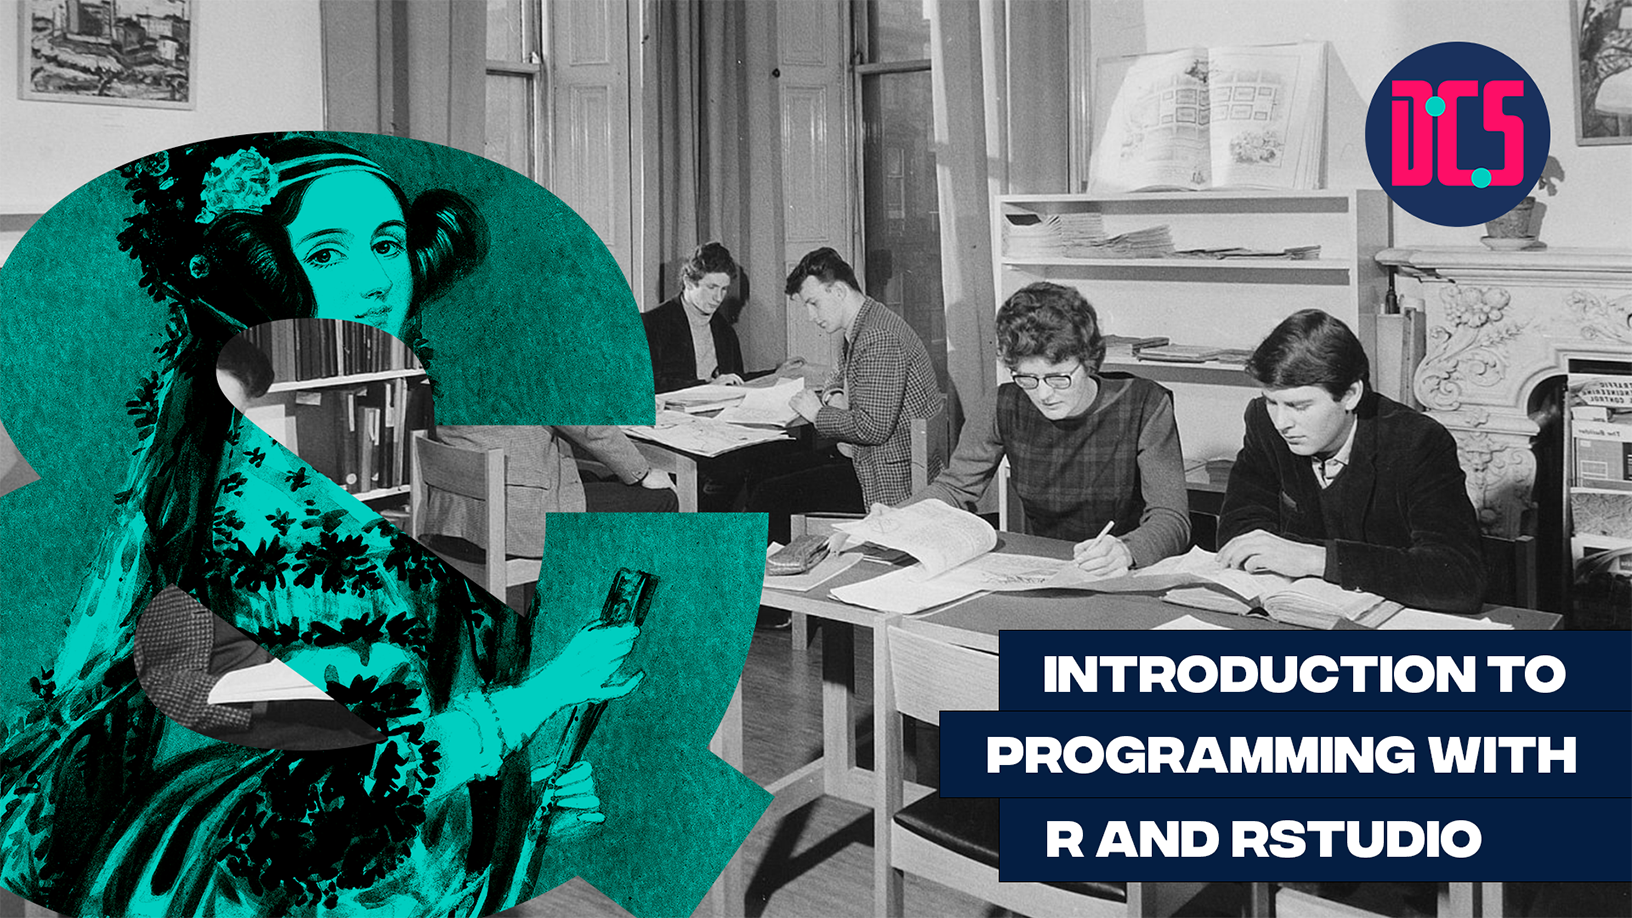 DCS
INTRODUCTION TO
PROGRAMMING WITH
R AND RSTUDIO